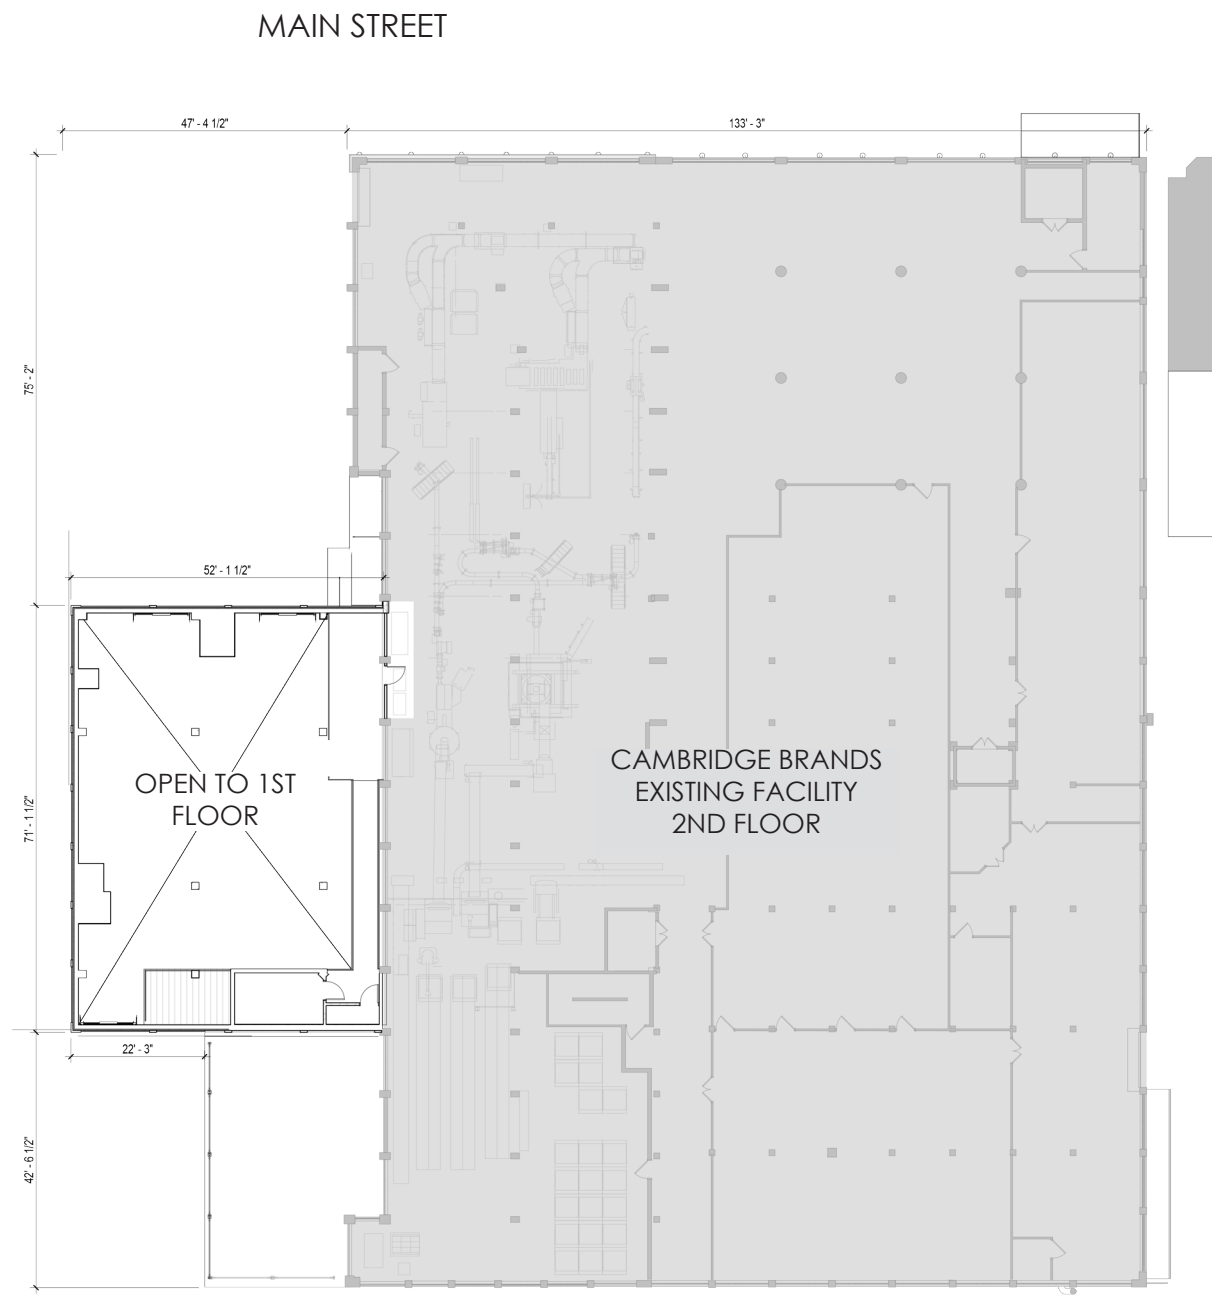 MAIN STREET
47' - 4 1/2"
133' - 3"
75' - 2"
52' - 1 1/2"
CAMBRIDGE BRANDS
EXISTING FACILITY
2ND FLOOR
OPEN TO 1ST
FLOOR
71' - 1 1/2"
22' - 3"
42' - 6 1/2"